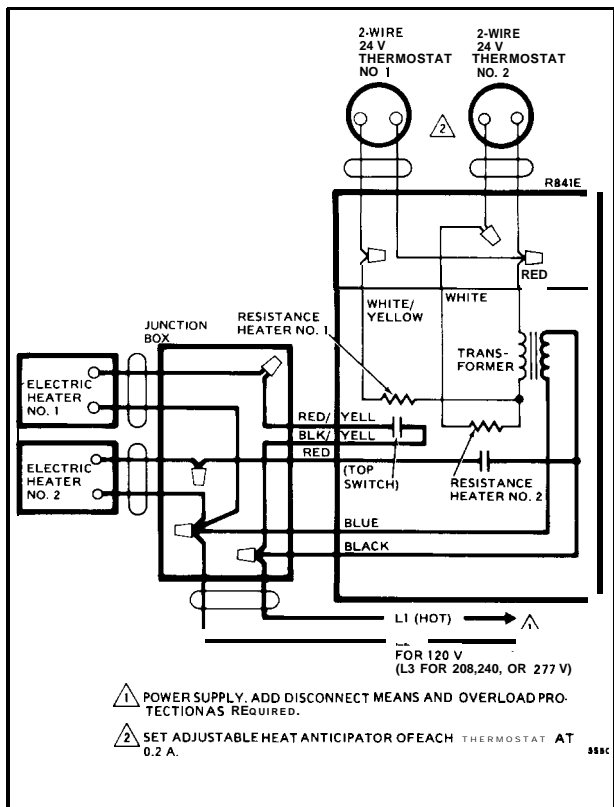 2-WIRE
24 V
THERMOSTAT
NO 1
2-WIRE
24 V
THERMOSTAT
NO. 2
2
R841E
RED
WHITE/
YELLOW
WHITE
RESISTANCE
HEATER NO. 1
JUNCTION
BOX
TRANS-
FORMER
ELECTRIC
HEATER
NO. 1
RED/ YELL
BLK/ YELL
RED
ELECTRIC
HEATER
NO. 2
(TOP
SWITCH)
RESISTANCE
HEATER NO. 2
BLUE
BLACK
L1 (HOT)
1
FOR 120 V
(L3 FOR 208,240, OR 277 V)
1 POWER SUPPLY. ADD DISCONNECT MEANS AND OVERLOAD PRO-
TECTIONAS REQUIRED.
2 SET ADJUSTABLE HEAT ANTICIPATOR OF EACH THERMOSTAT AT
0.2 A.